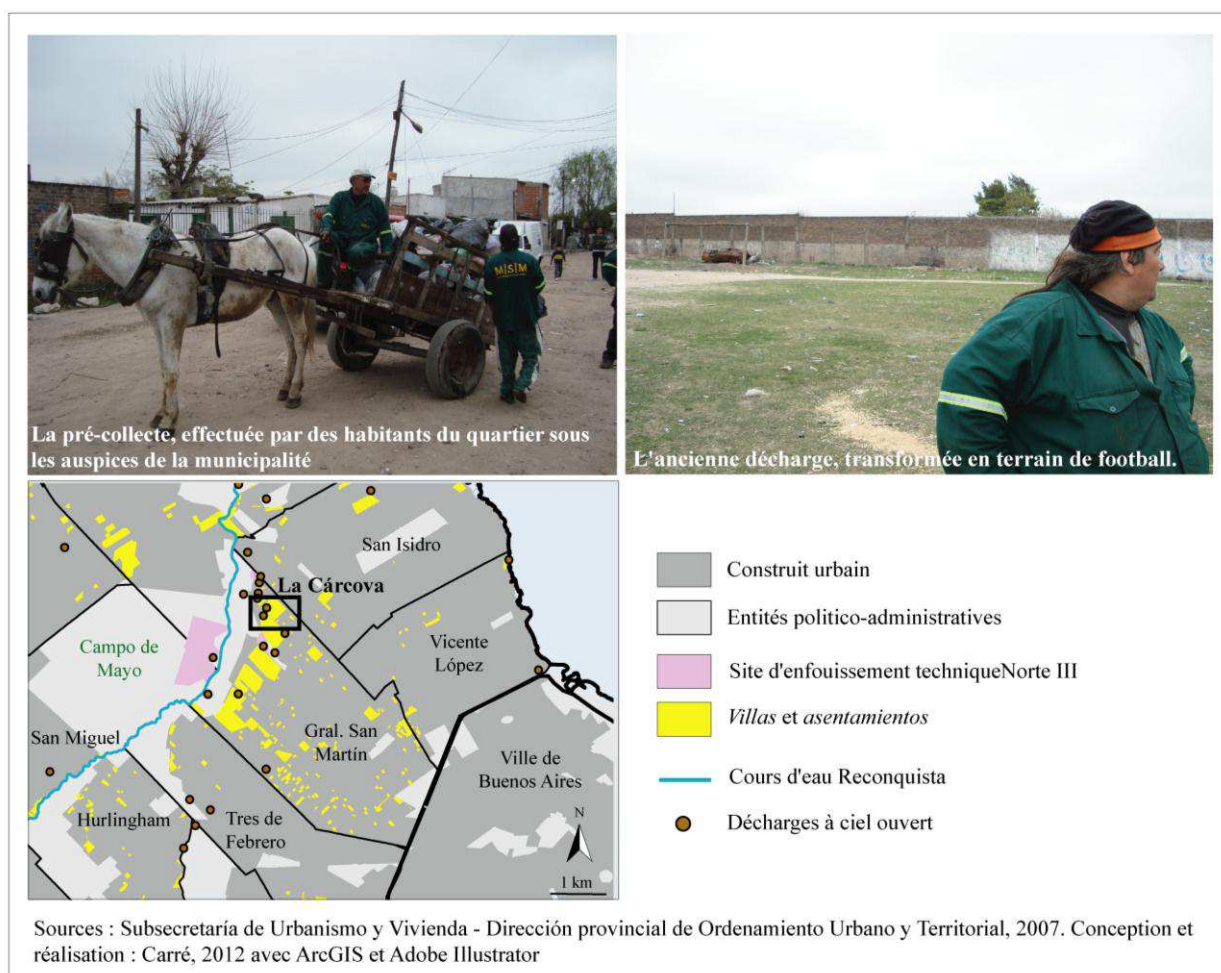 MSM
La pré-collecte, effectuée par des habitants du quartier sous
les auspices de la municipalité
L'ancienne décharge, transformée en terrain de football.
San Isidro
La Cárcova
Campo de
Mayo
Vicente
López
San Miguel
Gral. San
Martín
Ville de
Buenos Aires
Hurlingham
Tres de
Febrero
N
1 km
Construit urbain
Entités politico-administratives
Site d'enfouissement techniqueNorte III
Villas et asentamientos
Cours d'eau Reconquista
Décharges à ciel ouvert
Sources : Subsecretaría de Urbanismo y Vivienda - Dirección provincial de Ordenamiento Urbano y Territorial, 2007. Conception et
réalisation : Carré, 2012 avec ArcGIS et Adobe Illustrator